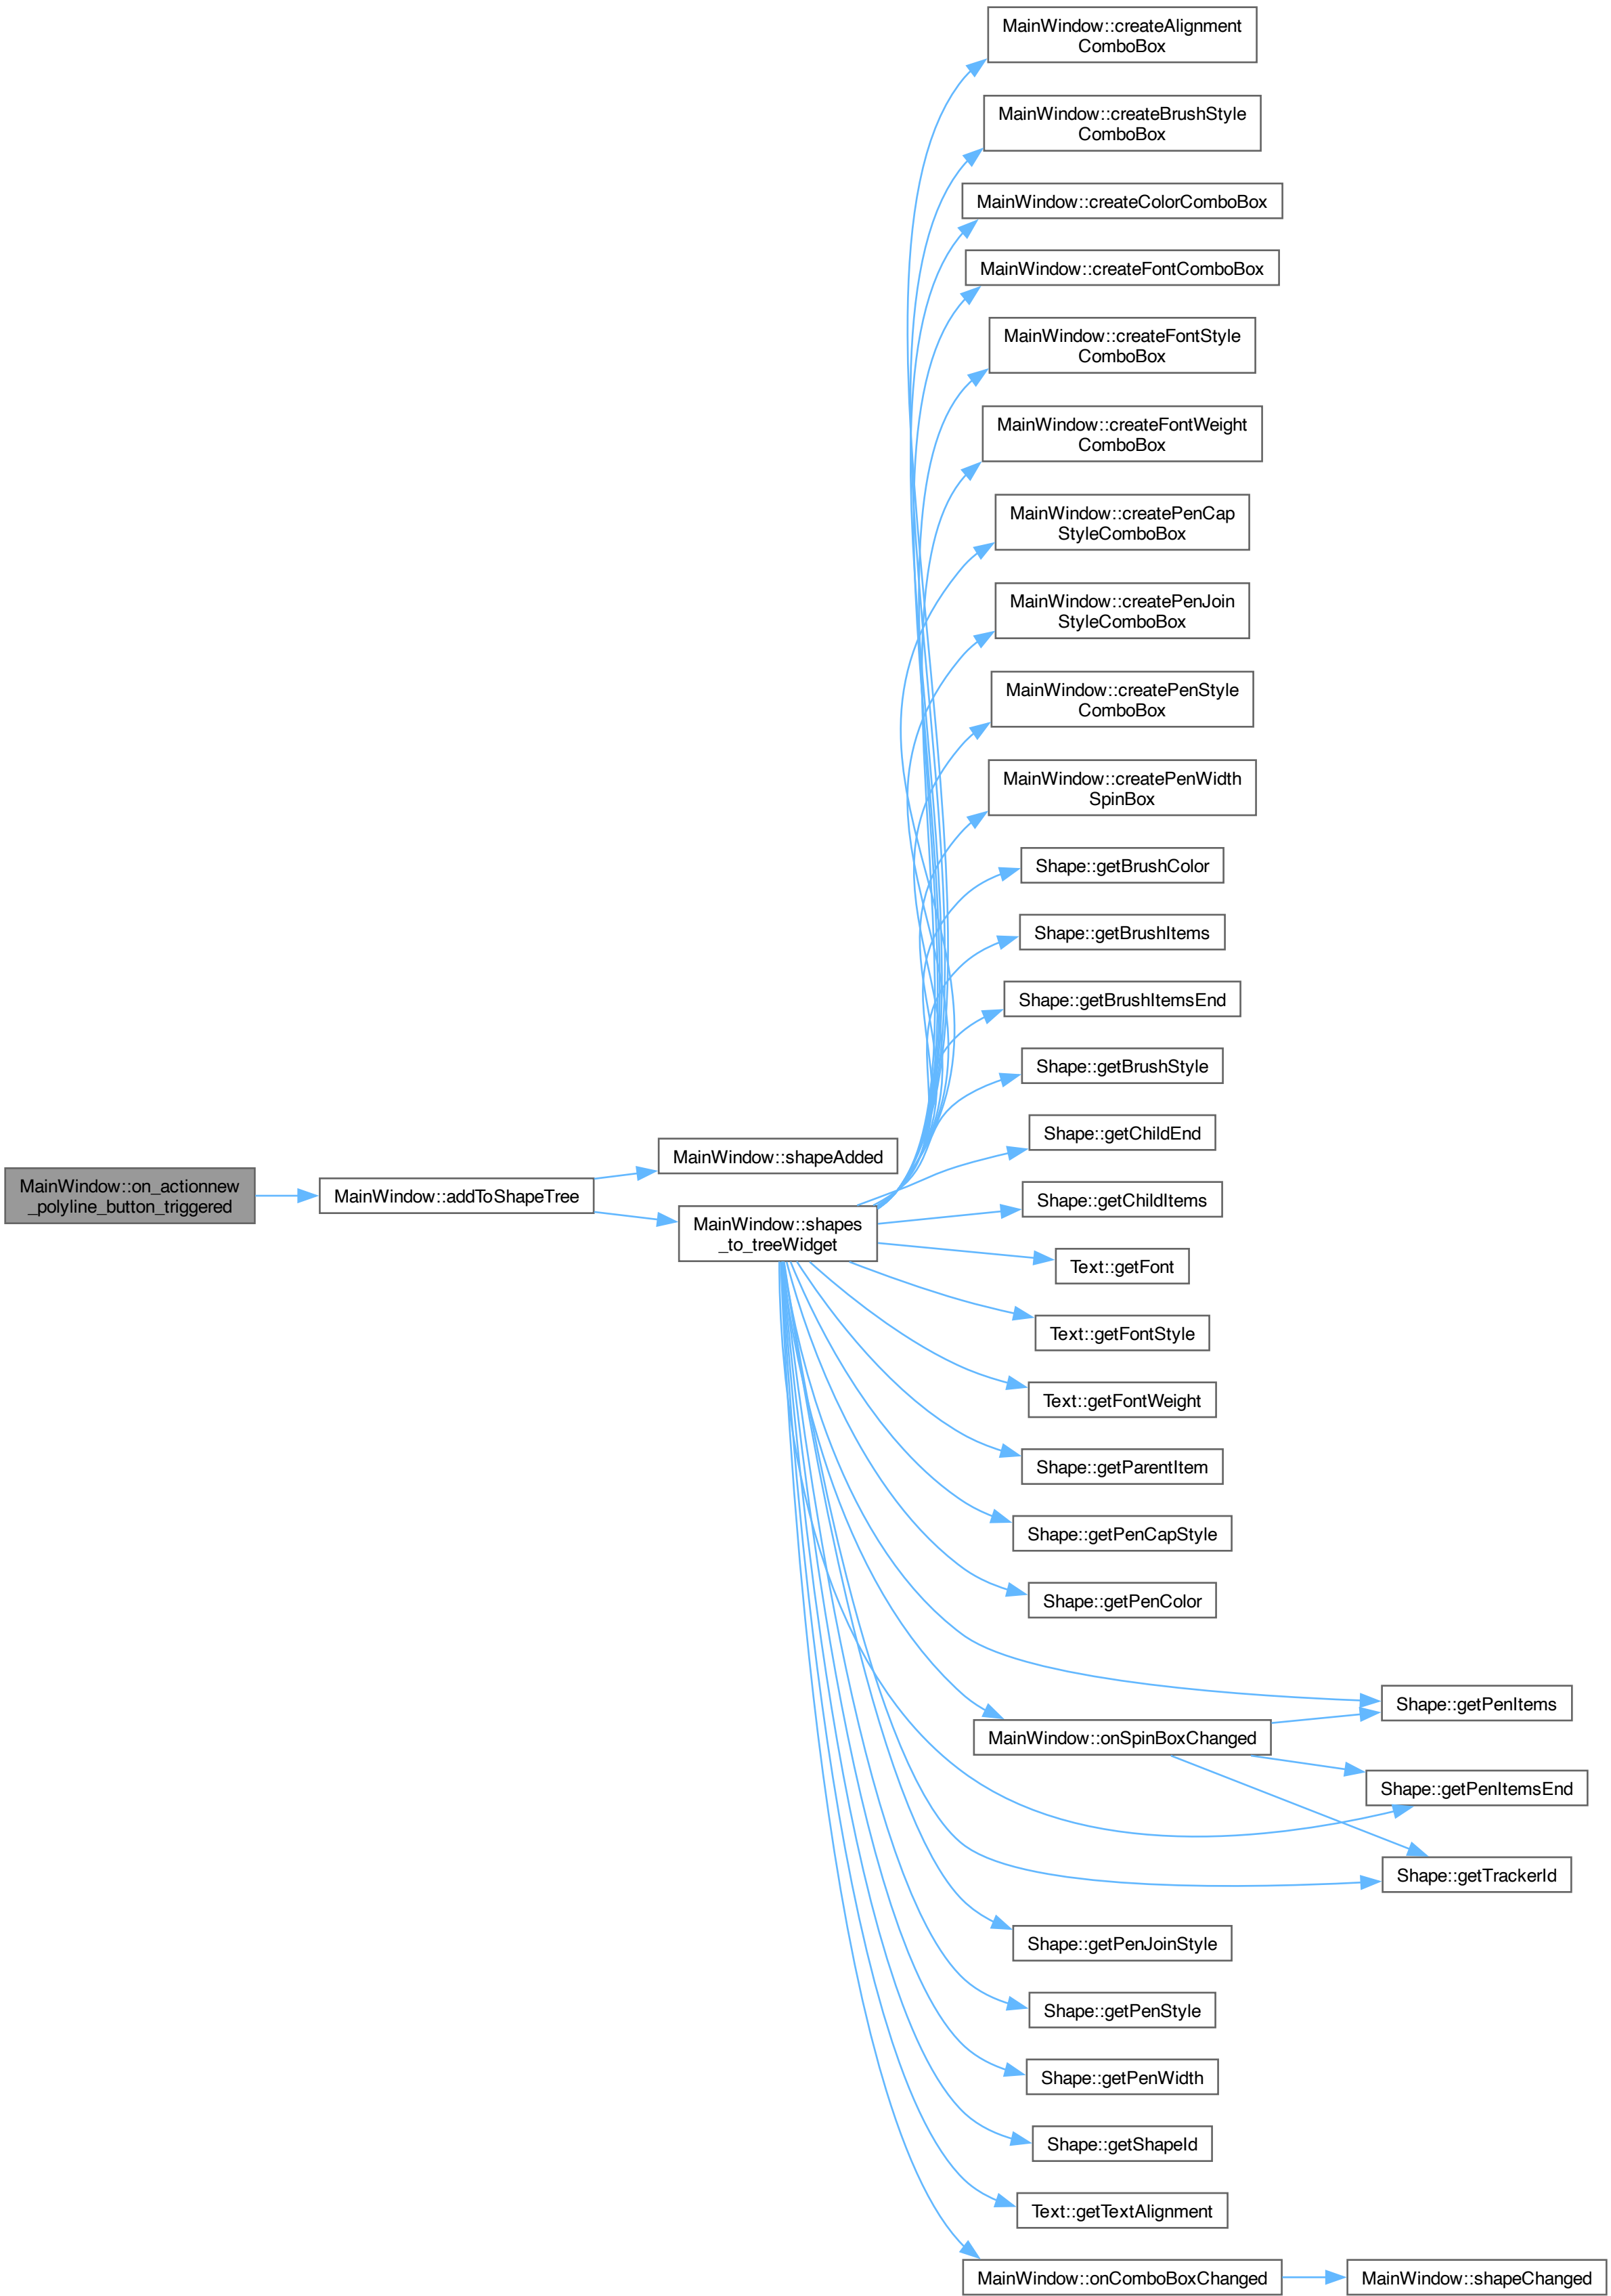 MainWindow::createAlignment
ComboBox
MainWindow::createBrushStyle
ComboBox
MainWindow::createColorComboBox
MainWindow::createFontComboBox
MainWindow::createFontStyle
ComboBox
MainWindow::createFontWeight
ComboBox
MainWindow::createPenCap
StyleComboBox
MainWindow::createPenJoin
StyleComboBox
MainWindow::createPenStyle
ComboBox
MainWindow::createPenWidth
SpinBox
Shape::getBrushColor
Shape::getBrushItems
Shape::getBrushItemsEnd
Shape::getBrushStyle
Shape::getChildEnd
MainWindow::shapeAdded
MainWindow::on_actionnew
_polyline_button_triggered
MainWindow::addToShapeTree
Shape::getChildItems
MainWindow::shapes
_to_treeWidget
Text::getFont
Text::getFontStyle
Text::getFontWeight
Shape::getParentItem
Shape::getPenCapStyle
Shape::getPenColor
Shape::getPenItems
MainWindow::onSpinBoxChanged
Shape::getPenItemsEnd
Shape::getTrackerId
Shape::getPenJoinStyle
Shape::getPenStyle
Shape::getPenWidth
Shape::getShapeId
Text::getTextAlignment
MainWindow::onComboBoxChanged
MainWindow::shapeChanged